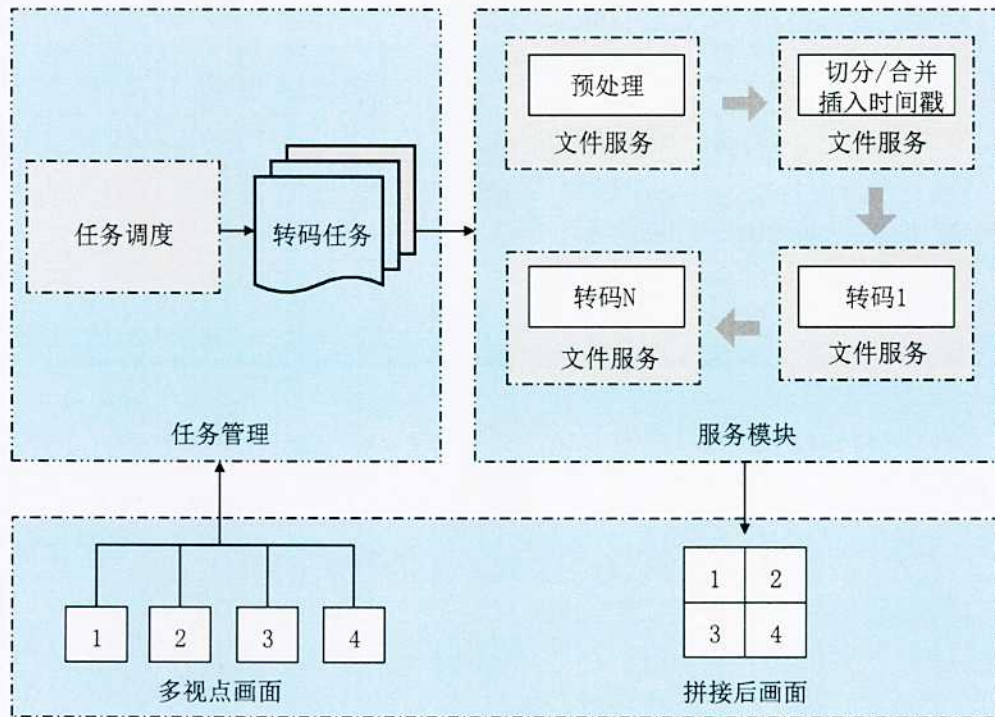 预处理
文件服务
切分/合并
插入时间戳
文件服务
任务调度
转码任务
转码N
文件服务
转码1
文件服务
任务管理
服务模块
1
2
3
4
多视点画面
1 2
3 4
拼接后画面